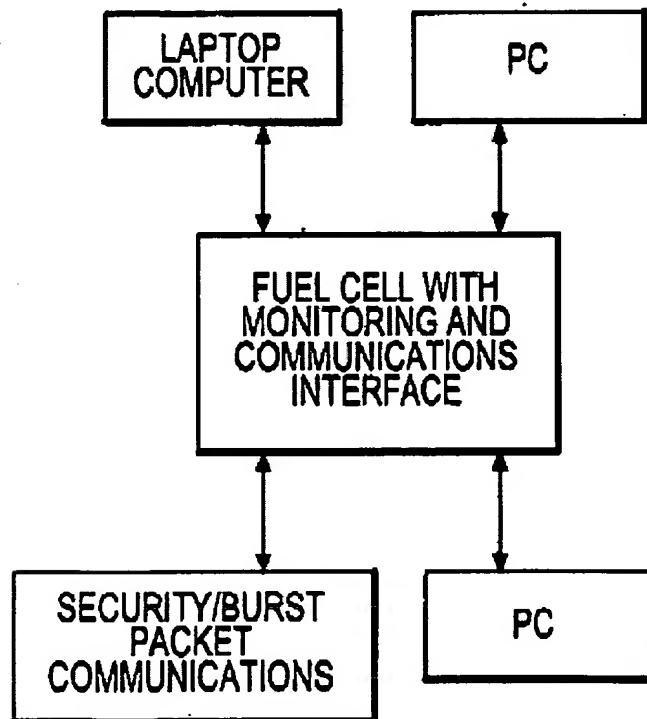 LAPTOP
COMPUTER
PC
FUEL CELL WITH
MONITORING AND
COMMUNICATIONS
INTERFACE
SECURITY/BURST
PACKET
COMMUNICATIONS
PC